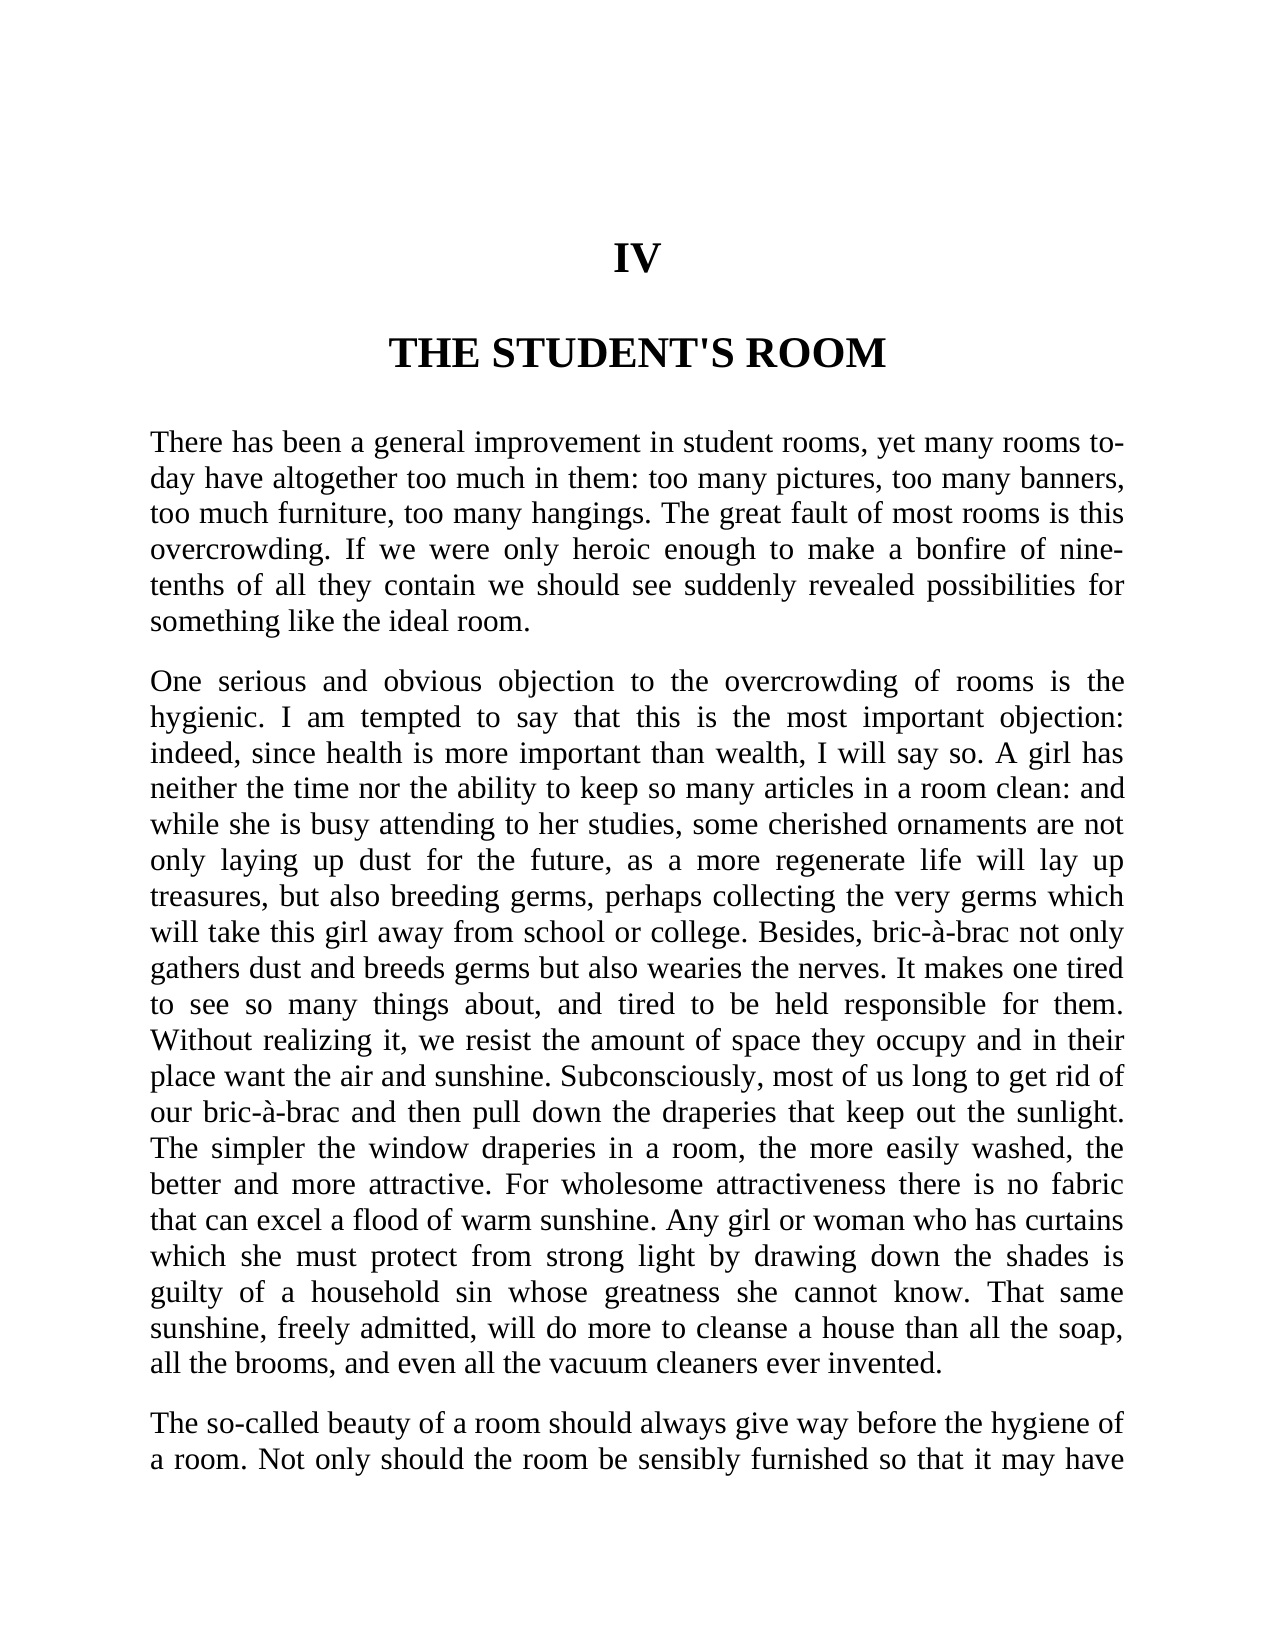 IV
THE STUDENT'S ROOM
There has been a general improvement in student rooms, yet many rooms to-
day have altogether too much in them: too many pictures, too many banners,
too much furniture, too many hangings. The great fault of most rooms is this
overcrowding. If we were only heroic enough to make a bonfire of nine-
tenths of all they contain we should see suddenly revealed possibilities for
something like the ideal room.
One serious and obvious objection to the overcrowding of rooms is the
hygienic. I am tempted to say that this is the most important objection:
indeed, since health is more important than wealth, I will say so. A girl has
neither the time nor the ability to keep so many articles in a room clean: and
while she is busy attending to her studies, some cherished ornaments are not
only laying up dust for the future, as a more regenerate life will lay up
treasures, but also breeding germs, perhaps collecting the very germs which
will take this girl away from school or college. Besides, bric-à-brac not only
gathers dust and breeds germs but also wearies the nerves. It makes one tired
to see so many things about, and tired to be held responsible for them.
Without realizing it, we resist the amount of space they occupy and in their
place want the air and sunshine. Subconsciously, most of us long to get rid of
our bric-à-brac and then pull down the draperies that keep out the sunlight.
The simpler the window draperies in a room, the more easily washed, the
better and more attractive. For wholesome attractiveness there is no fabric
that can excel a flood of warm sunshine. Any girl or woman who has curtains
which she must protect from strong light by drawing down the shades is
guilty of a household sin whose greatness she cannot know. That same
sunshine, freely admitted, will do more to cleanse a house than all the soap,
all the brooms, and even all the vacuum cleaners ever invented.
The so-called beauty of a room should always give way before the hygiene of
a room. Not only should the room be sensibly furnished so that it may have